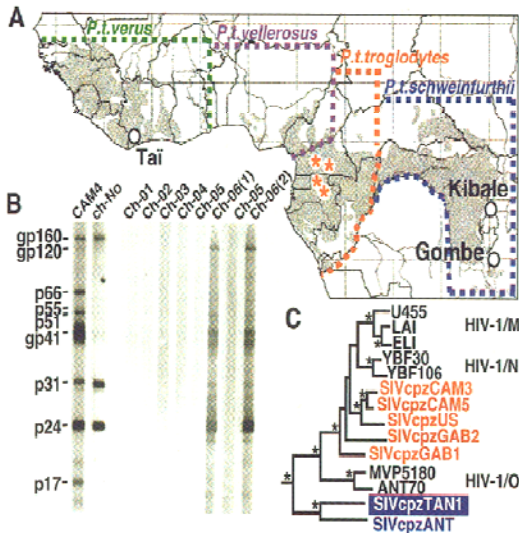 A
P.t.verus
P.t.vellerosus
P.t.troglodytes
P.t.schweinfurthii
Taï
Kibale
Gombe
B
CAM4
ch-No
Ch-01
Ch-02
Ch-03
Ch-04
Ch-05
Ch-06(1)
Ch-05
Ch-06(2)
gp160
gp120
p66
p55
p51
gp41
p31
p24
p17
C
U455
LAI
ELI
HIV-1/M
YBF30
YBF106
HIV-1/N
SIVcpzCAM3
SIVcpzCAM5
SIVcpzUS
SIVcpzGAB2
SIVcpzGAB1
MVP5180
ANT70
HIV-1/O
SIVcpzTAN1
SIVcpzANT